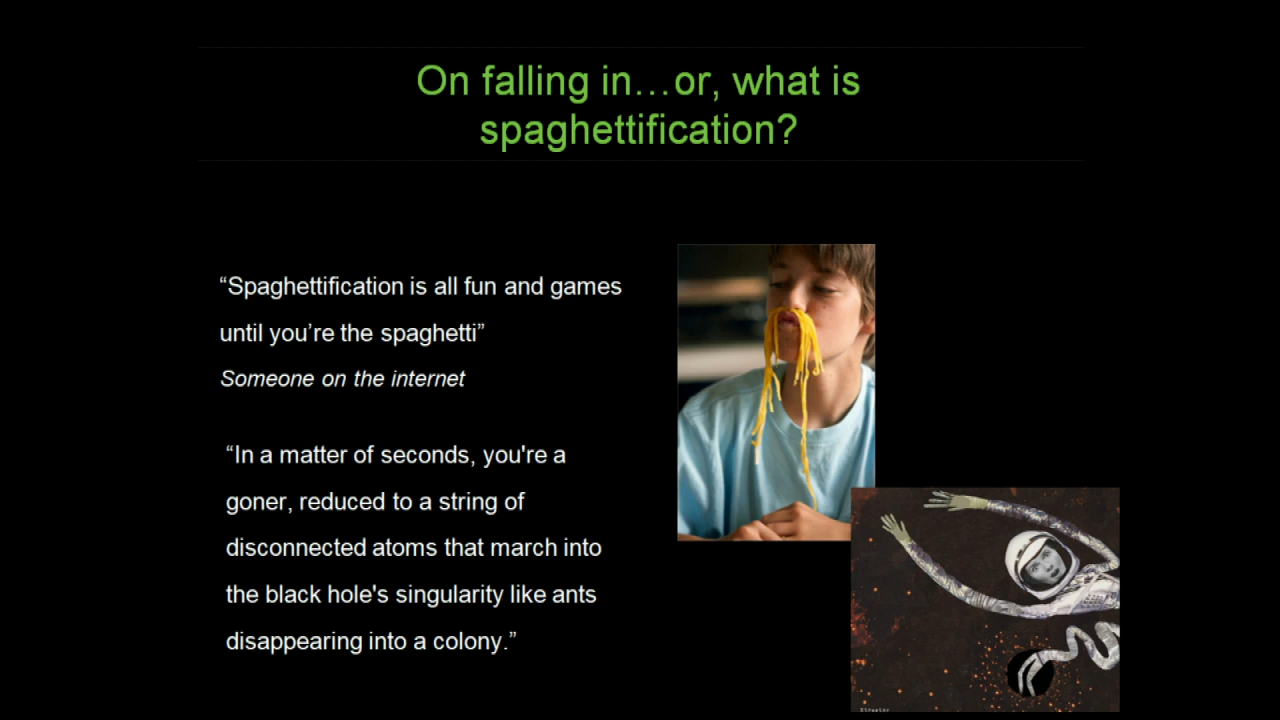 On falling in…or, what is
spaghettification?
“Spaghettification is all fun and games
until you’re the spaghetti”
Someone on the internet
“In a matter of seconds, you're a
goner, reduced to a string of
disconnected atoms that march into
the black hole's singularity like ants
disappearing into a colony.”